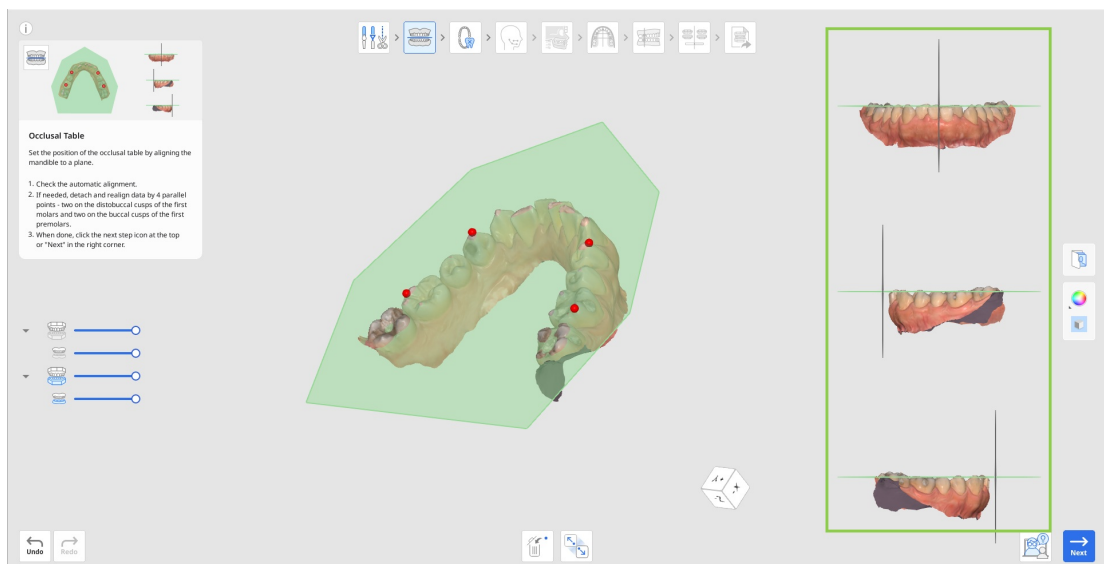 Occlusal Table
Set the position of the occlusal table by aligning the
mandible to a plane.
1. Check the automatic alignment.
2. If needed, detach and realign data by 4 parallel
points - two on the distobuccal cusps of the first
molars and two on the buccal cusps of the first
premolars.
3. When done, click the next step icon at the top
or "Next" in the right corner.
Undo
Redo
Next